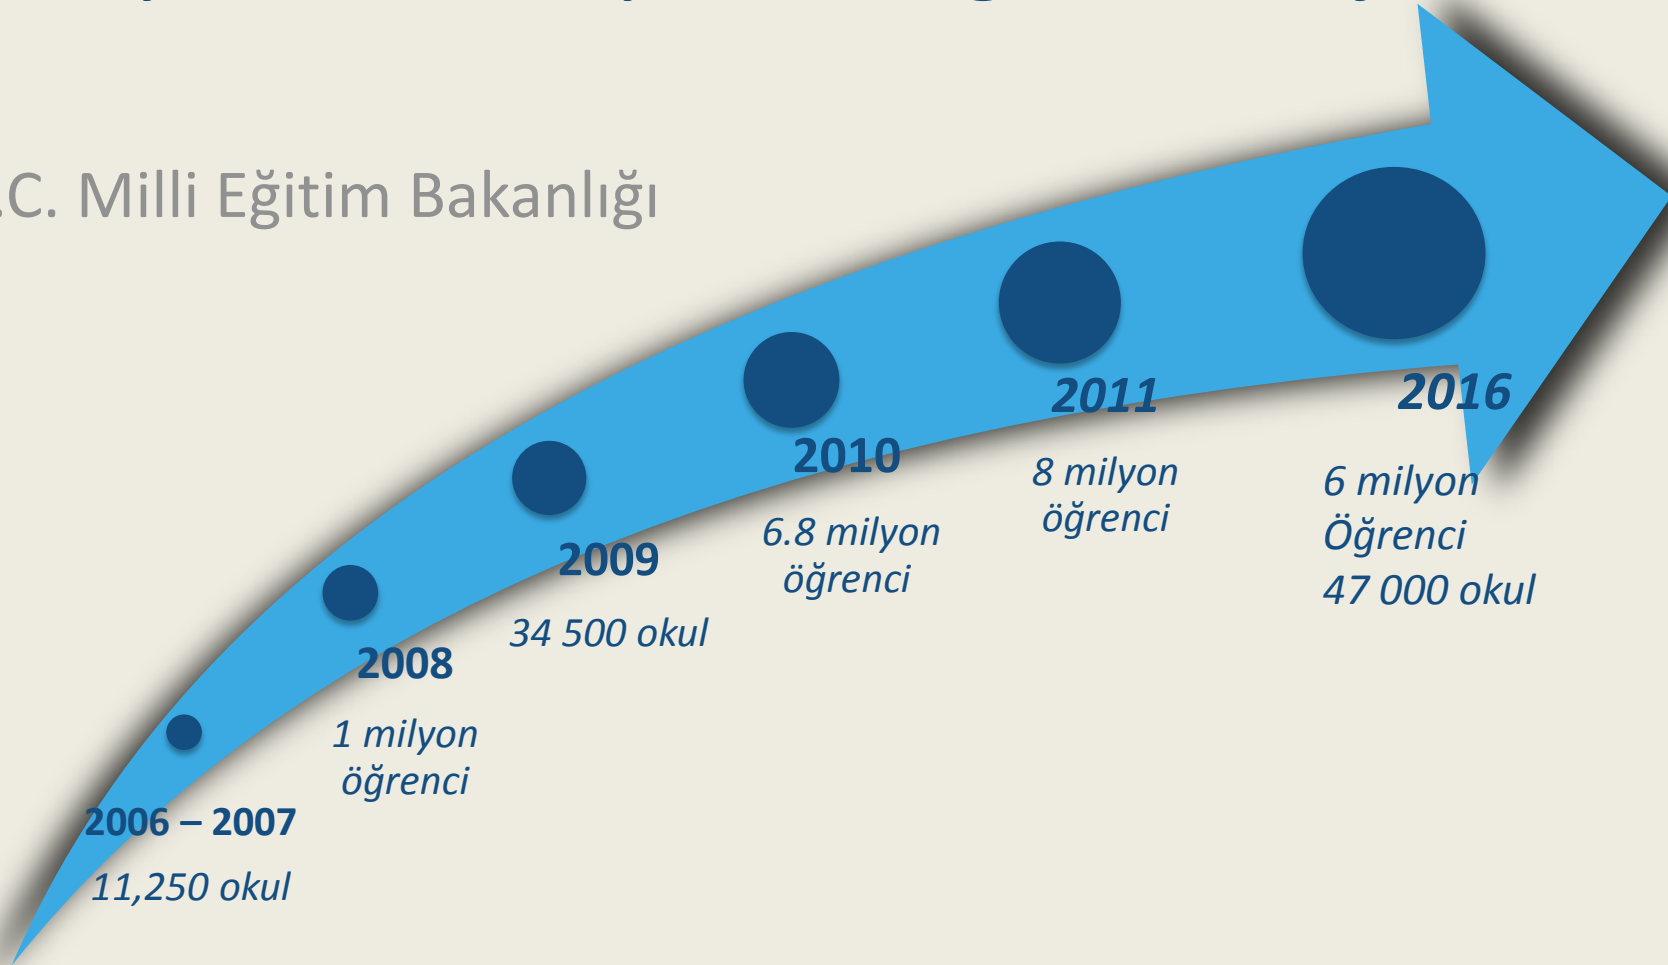 .C. Milli Eğitim Bakanlığı
2006 – 2007
11,250 okul
2008
1 milyon
öğrenci
2009
34 500 okul
2010
6.8 milyon
öğrenci
2011
8 milyon
öğrenci
2016
6 milyon
Öğrenci
47 000 okul